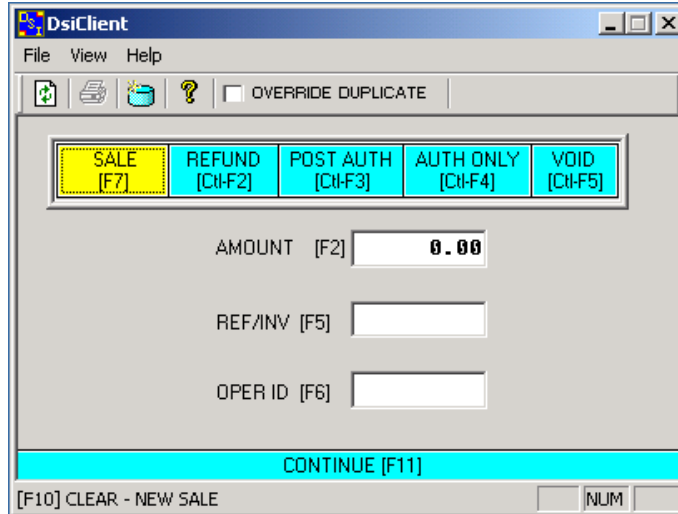 DsiClient
File View Help
OVERRIDE DUPLICATE
SALE REFUND POST AUTH AUTH ONLY VOID
[F7] [Ctl-F2] [Ctl-F3] [Ctl-F4] [Ctl-F5]
AMOUNT [F2] 0.00
REF/INV [F5]
OPER ID [F6]
CONTINUE [F11]
[F10] CLEAR - NEW SALE NUM